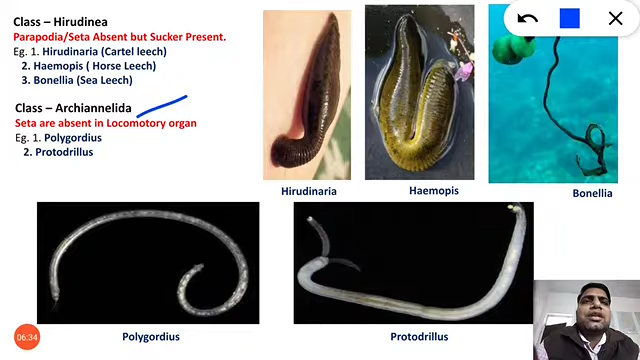 Class – Hirudinea
Parapodia/Seta Absent but Sucker Present.
Eg. 1. Hirudinaria (Cartel leech)
2. Haemopis ( Horse Leech)
3. Bonellia (Sea Leech)
Class – Archiannelida
Seta are absent in Locomotory organ
Eg. 1. Polygordius
2. Protodrillus
Hirudinaria
Haemopis
Bonellia
Polygordius
Protodrillus
06:34